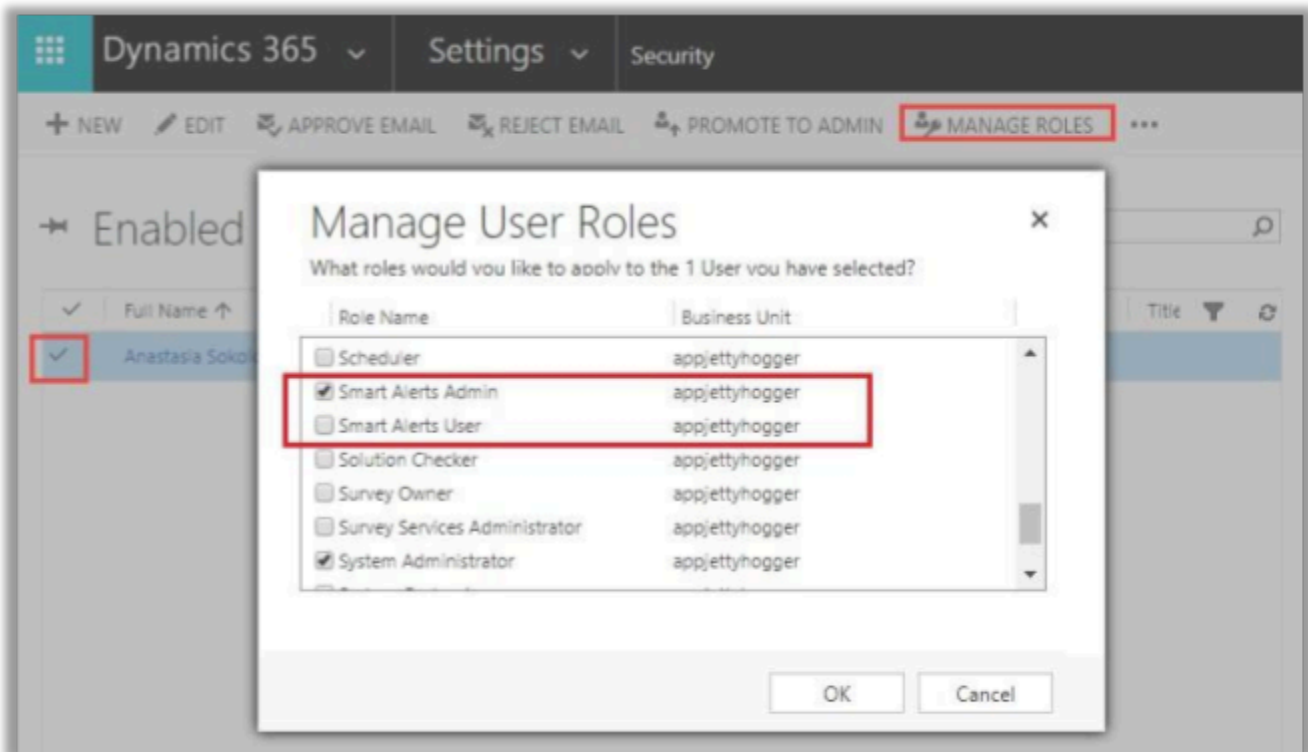 Dynamics 365 Settings Security
NEW EDIT APPROVE EMAIL REJECT EMAIL PROMOTE TO ADMIN MANAGE ROLES •••
Enabled
Manage User Roles
What roles would you like to apply to the 1 User you have selected?
Full Name Title
Role Name Business Unit
Anastasia
Scheduler appjettyhogger
Smart Alerts Admin appjettyhogger
Smart Alerts User appjettyhogger
Solution Checker appjettyhogger
Survey Owner appjettyhogger
Survey Services Administrator appjettyhogger
System Administrator appjettyhogger
OK Cancel